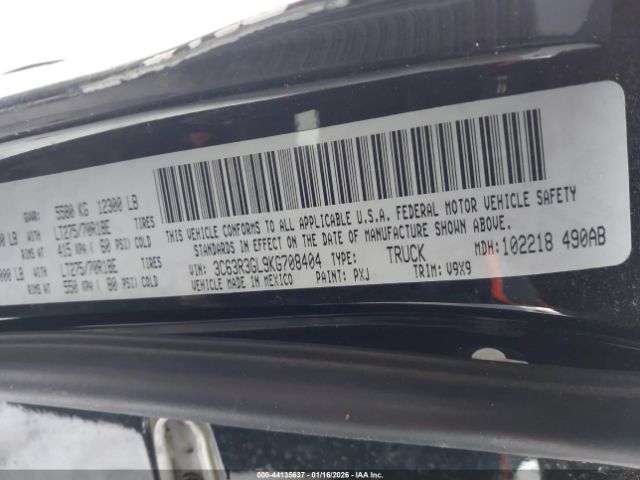 GVWR: 5580 KG 12300 LB
0 LB WITH LT275/70R18E TIRES
RIMS AT 415 KPA ( 60 PSI) COLD
000 LB WITH LT275/70R18E TIRES
RIMS AT 550 KPA ( 80 PSI) COLD
THIS VEHICLE CONFORMS TO ALL APPLICABLE U.S.A. FEDERAL MOTOR VEHICLE SAFETY
STANDARDS IN EFFECT ON THE DATE OF MANUFACTURE SHOWN ABOVE.
VIN: 3C63R3GL9KG708404 TYPE: TRUCK MDH:102218 490AB
VEHICLE MADE IN MEXICO PAINT: PXJ TRIM: V9X9
000-44135637 - 01/16/2026 - IAA Inc.